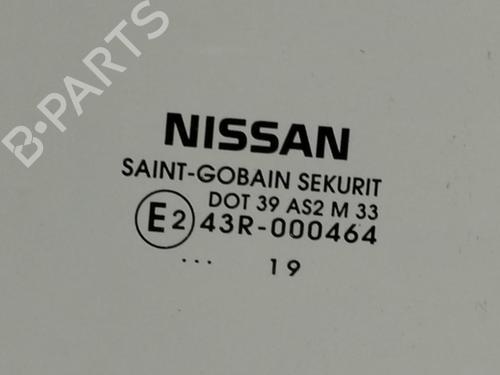 B-PARTS
NISSAN
SAINT-GOBAIN SEKURIT
DOT 39 AS2 M 33
E2 43R-000464
... 19